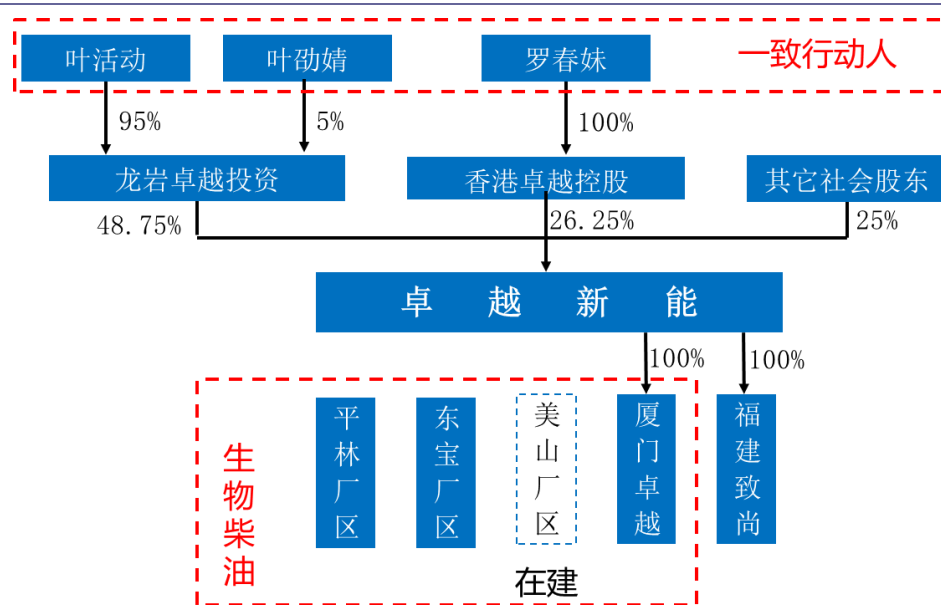 叶活动
叶劭婧
罗春妹
一致行动人
95%
5%
100%
龙岩卓越投资
香港卓越控股
其它社会股东
48.75%
26.25%
25%
卓越新能
100%
100%
生物柴油
平林厂区
东宝厂区
美山厂区
厦门卓越
福建致尚
在建